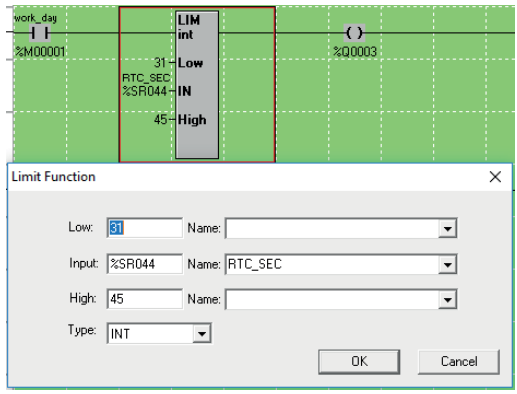 work_day
%M00001
LIM
int
31 Low
RTC_SEC
%SR044 IN
45 High
( )
%Q0003
Limit Function
Low: 31 Name:
Input: %SR044 Name: RTC_SEC
High: 45 Name:
Type: INT
OK Cancel